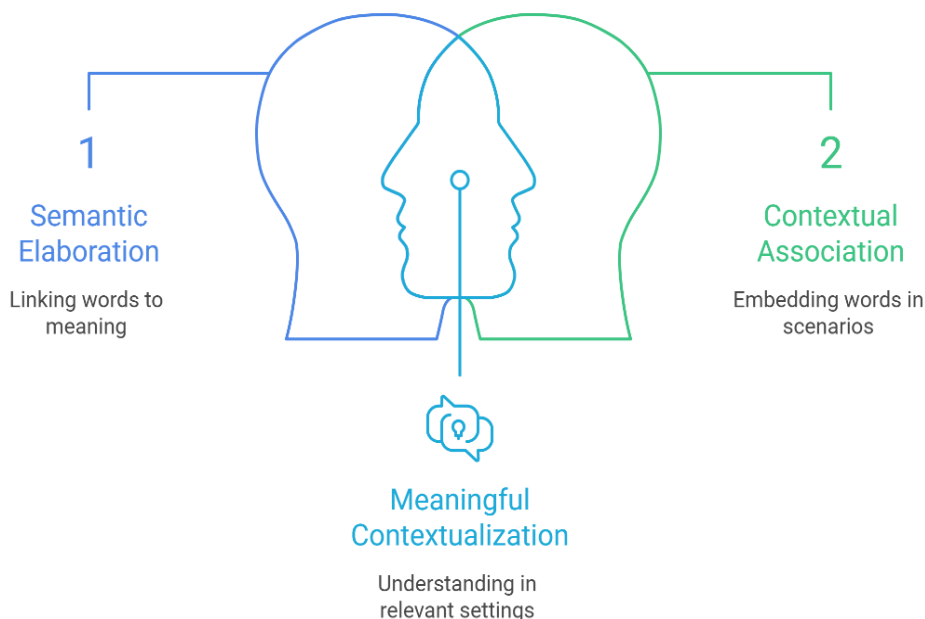 1
Semantic
Elaboration
Linking words to
meaning
2
Contextual
Association
Embedding words in
scenarios
Meaningful
Contextualization
Understanding in
relevant settings